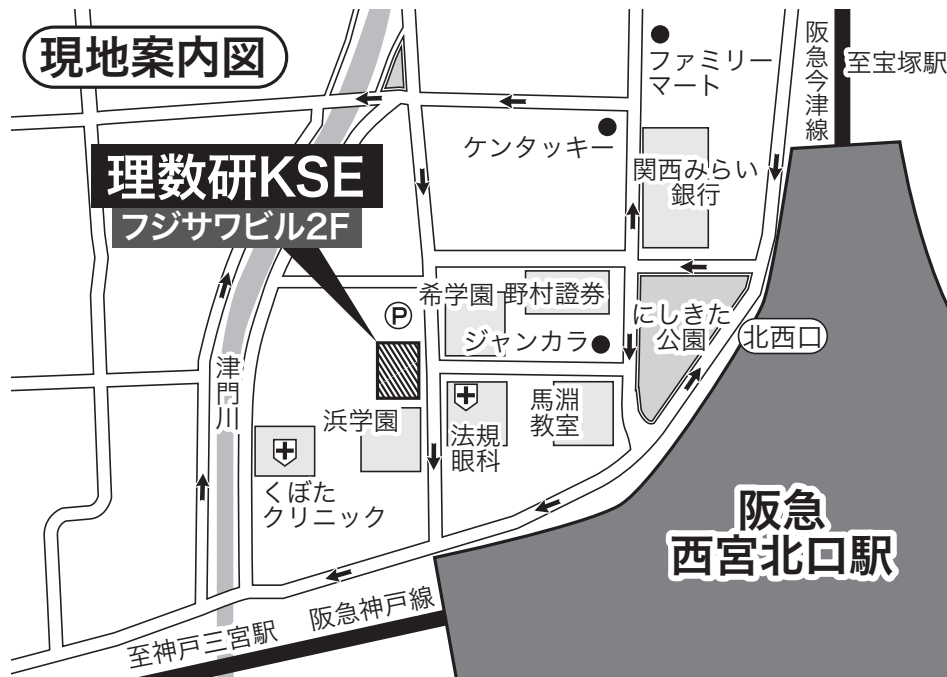 現地案内図
ファミリー
マート
阪急今津線
至宝塚駅
ケンタッキー
関西みらい
銀行
理数研KSE
フジサワビル2F
希学園
野村證券
P
ジャンカラ
にしきた
公園
北西口
津門川
浜学園
法規
眼科
馬淵
教室
くぼた
クリニック
阪急
西宮北口駅
阪急神戸線
至神戸三宮駅